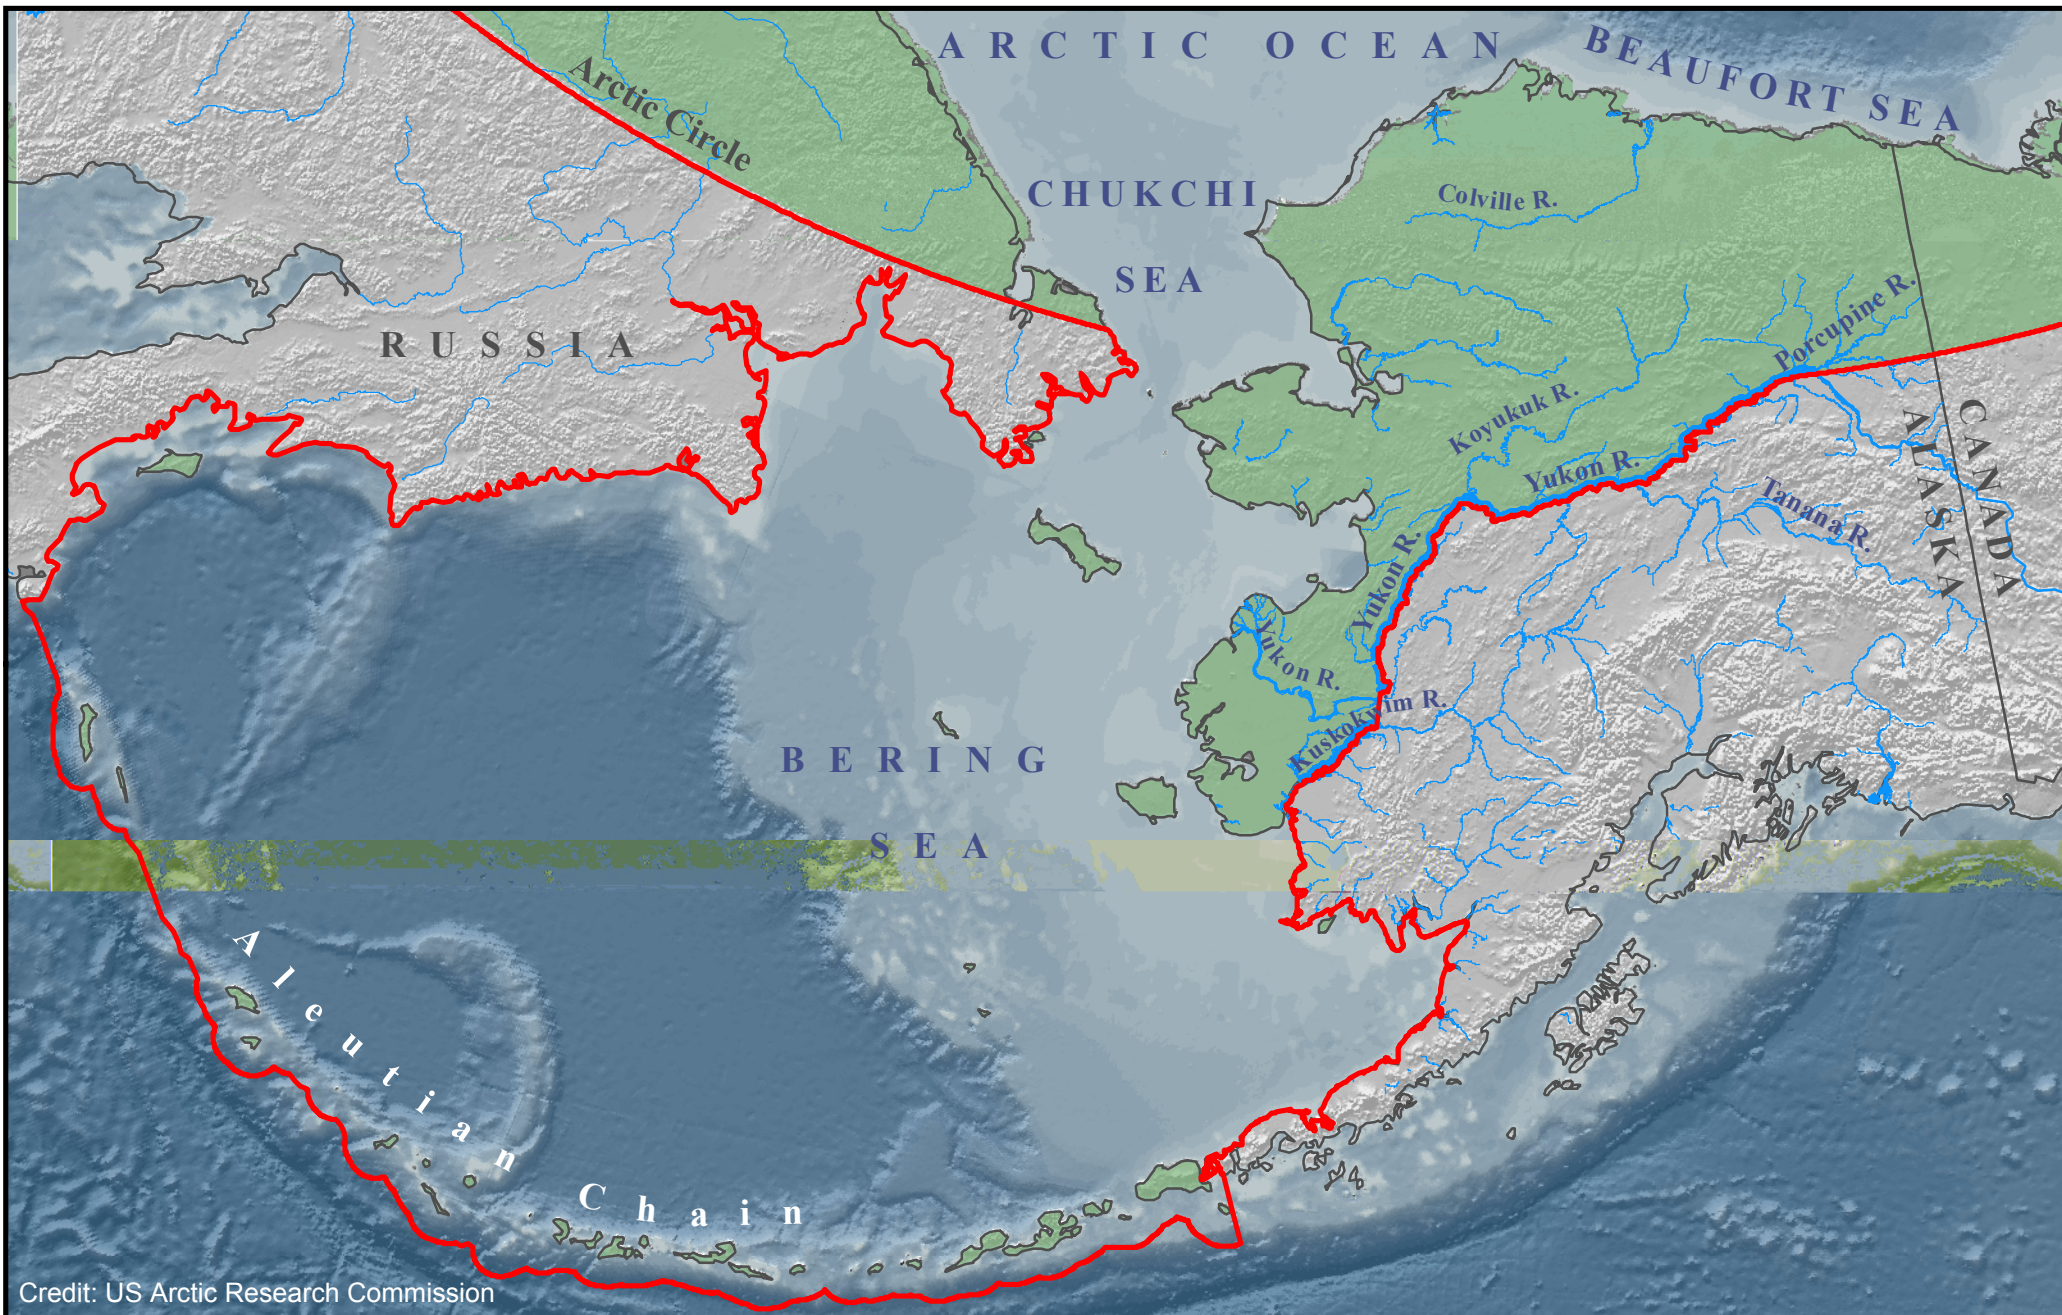 ARCTIC OCEAN
BEAUFORT SEA
Arctic Circle
CHUKCHI
SEA
Colville R.
RUSSIA
Porcupine R.
Koyukuk R.
Yukon R.
Tanana R.
ALASKA
CANADA
Yukon R.
Yukon R.
Kuskokwim R.
BERING
SEA
Aleutian
Chain
Credit: US Arctic Research Commission